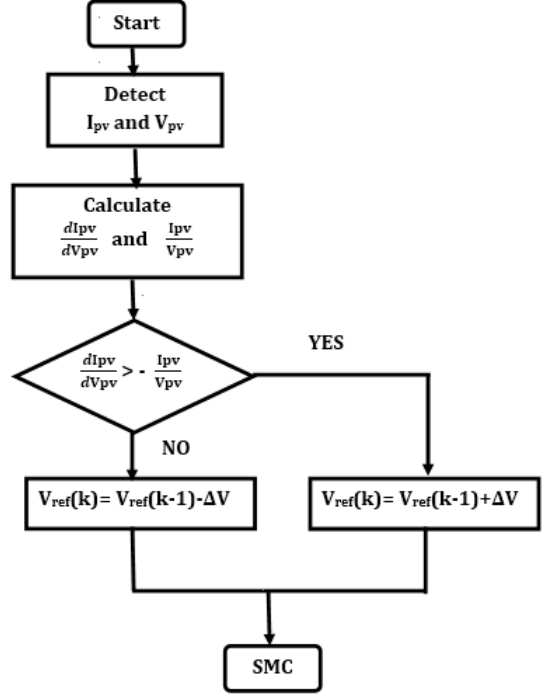 Start
Detect
Ipv and Vpv
Calculate
dIpv/dVpv and Ipv/Vpv
dIpv/dVpv > - Ipv/Vpv
YES
NO
Vref(k)= Vref(k-1)-ΔV
Vref(k)= Vref(k-1)+ΔV
SMC